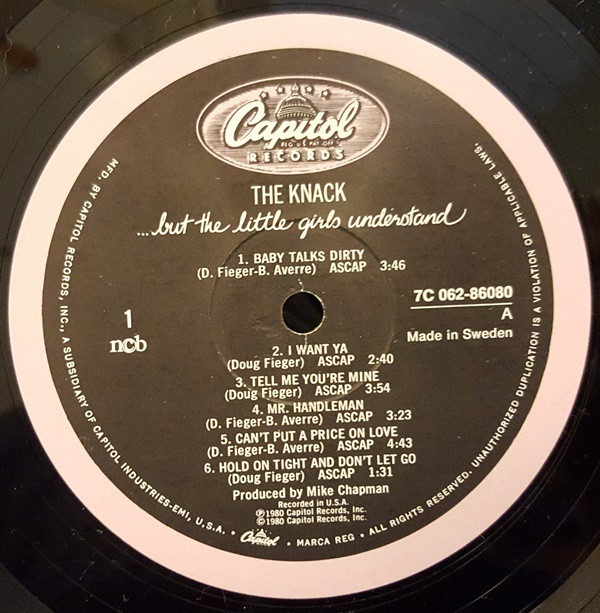 Capitol
REG. U.S. PAT. OFF.
RECORDS
THE KNACK
...but the little girls understand
1. BABY TALKS DIRTY
(D. Fieger-B. Averre) ASCAP 3:46
7C 062-86080
A
Made in Sweden
1
ncb
2. I WANT YA
(Doug Fieger) ASCAP 2:40
3. TELL ME YOU'RE MINE
(Doug Fieger) ASCAP 3:54
4. MR. HANDLEMAN
(D. Fieger-B. Averre) ASCAP 3:23
5. CAN'T PUT A PRICE ON LOVE
(D. Fieger-B. Averre) ASCAP 4:43
6. HOLD ON TIGHT AND DON'T LET GO
(Doug Fieger) ASCAP 1:31
Produced by Mike Chapman
Recorded in U.S.A.
℗1980 Capitol Records, Inc.
©1980 Capitol Records, Inc.
MFD. BY CAPITOL RECORDS, INC., A SUBSIDIARY OF CAPITOL INDUSTRIES-EMI, U.S.A. • Capitol • MARCA REG • ALL RIGHTS RESERVED. UNAUTHORIZED DUPLICATION IS A VIOLATION OF APPLICABLE LAWS.